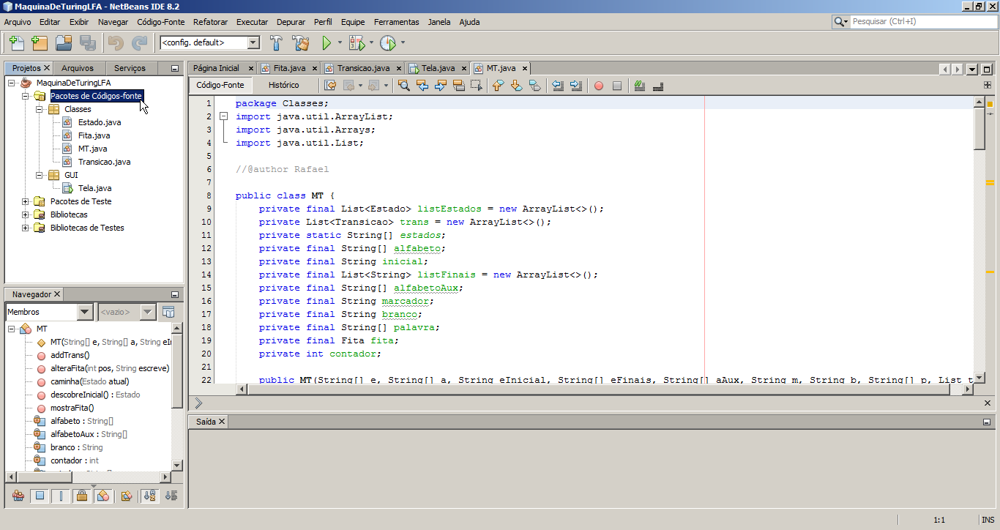 MaquinaDeTuringLFA - NetBeans IDE 8.2
Arquivo Editar Exibir Navegar Código-Fonte Refatorar Executar Depurar Perfil Equipe Ferramentas Janela Ajuda
Pesquisar (Ctrl+I)
<config. default>
Projetos Arquivos Serviços
MaquinaDeTuringLFA
Pacotes de Códigos-fonte
Classes
Estado.java
Fita.java
MT.java
Transicao.java
GUI
Tela.java
Pacotes de Teste
Bibliotecas
Bibliotecas de Testes
Navegador
Membros
<vazio>
MT
MT(String[] e, String[] a, String eIn
addTrans()
alteraFita(int pos, String escreve)
caminha(Estado atual)
descobreInicial() : Estado
mostraFita()
alfabeto : String[]
alfabetoAux : String[]
branco : String
contador : int
Página Inicial Fita.java Transicao.java Tela.java MT.java
Código-Fonte Histórico
1 package Classes;
2 import java.util.ArrayList;
3 import java.util.Arrays;
4 import java.util.List;
5
6 //@author Rafael
7
8 public class MT {
9 private final List<Estado> listEstados = new ArrayList<>();
10 private List<Transicao> trans = new ArrayList<>();
11 private static String[] estados;
12 private final String[] alfabeto;
13 private final String inicial;
14 private final List<String> listFinais = new ArrayList<>();
15 private final String[] alfabetoAux;
16 private final String marcador;
17 private final String branco;
18 private final String[] palavra;
19 private final Fita fita;
20 private int contador;
21
22 public MT(String[] e, String[] a, String eInicial, String[] eFinais, String[] aAux, String m, String b, String[] p, List t
Saída
1:1 INS